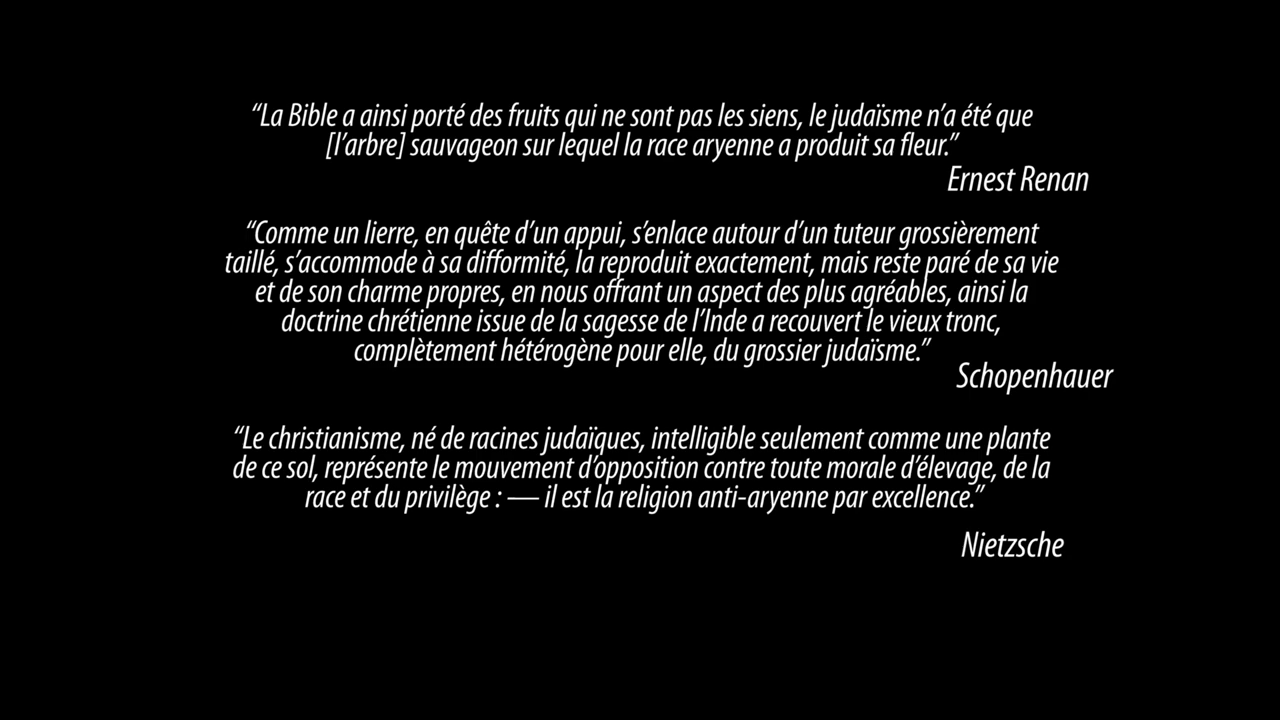 “La Bible a ainsi porté des fruits qui ne sont pas les siens, le judaïsme n’a été que
[l’arbre] sauvageon sur lequel la race aryenne a produit sa fleur.”
Ernest Renan
“Comme un lierre, en quête d’un appui, s’enlace autour d’un tuteur grossièrement
taillé, s’accommode à sa difformité, la reproduit exactement, mais reste paré de sa vie
et de son charme propres, en nous offrant un aspect des plus agréables, ainsi la
doctrine chrétienne issue de la sagesse de l’Inde a recouvert le vieux tronc,
complètement hétérogène pour elle, du grossier judaïsme.”
Schopenhauer
“Le christianisme, né de racines judaïques, intelligible seulement comme une plante
de ce sol, représente le mouvement d’opposition contre toute morale d’élevage, de la
race et du privilège : — il est la religion anti-aryenne par excellence.”
Nietzsche